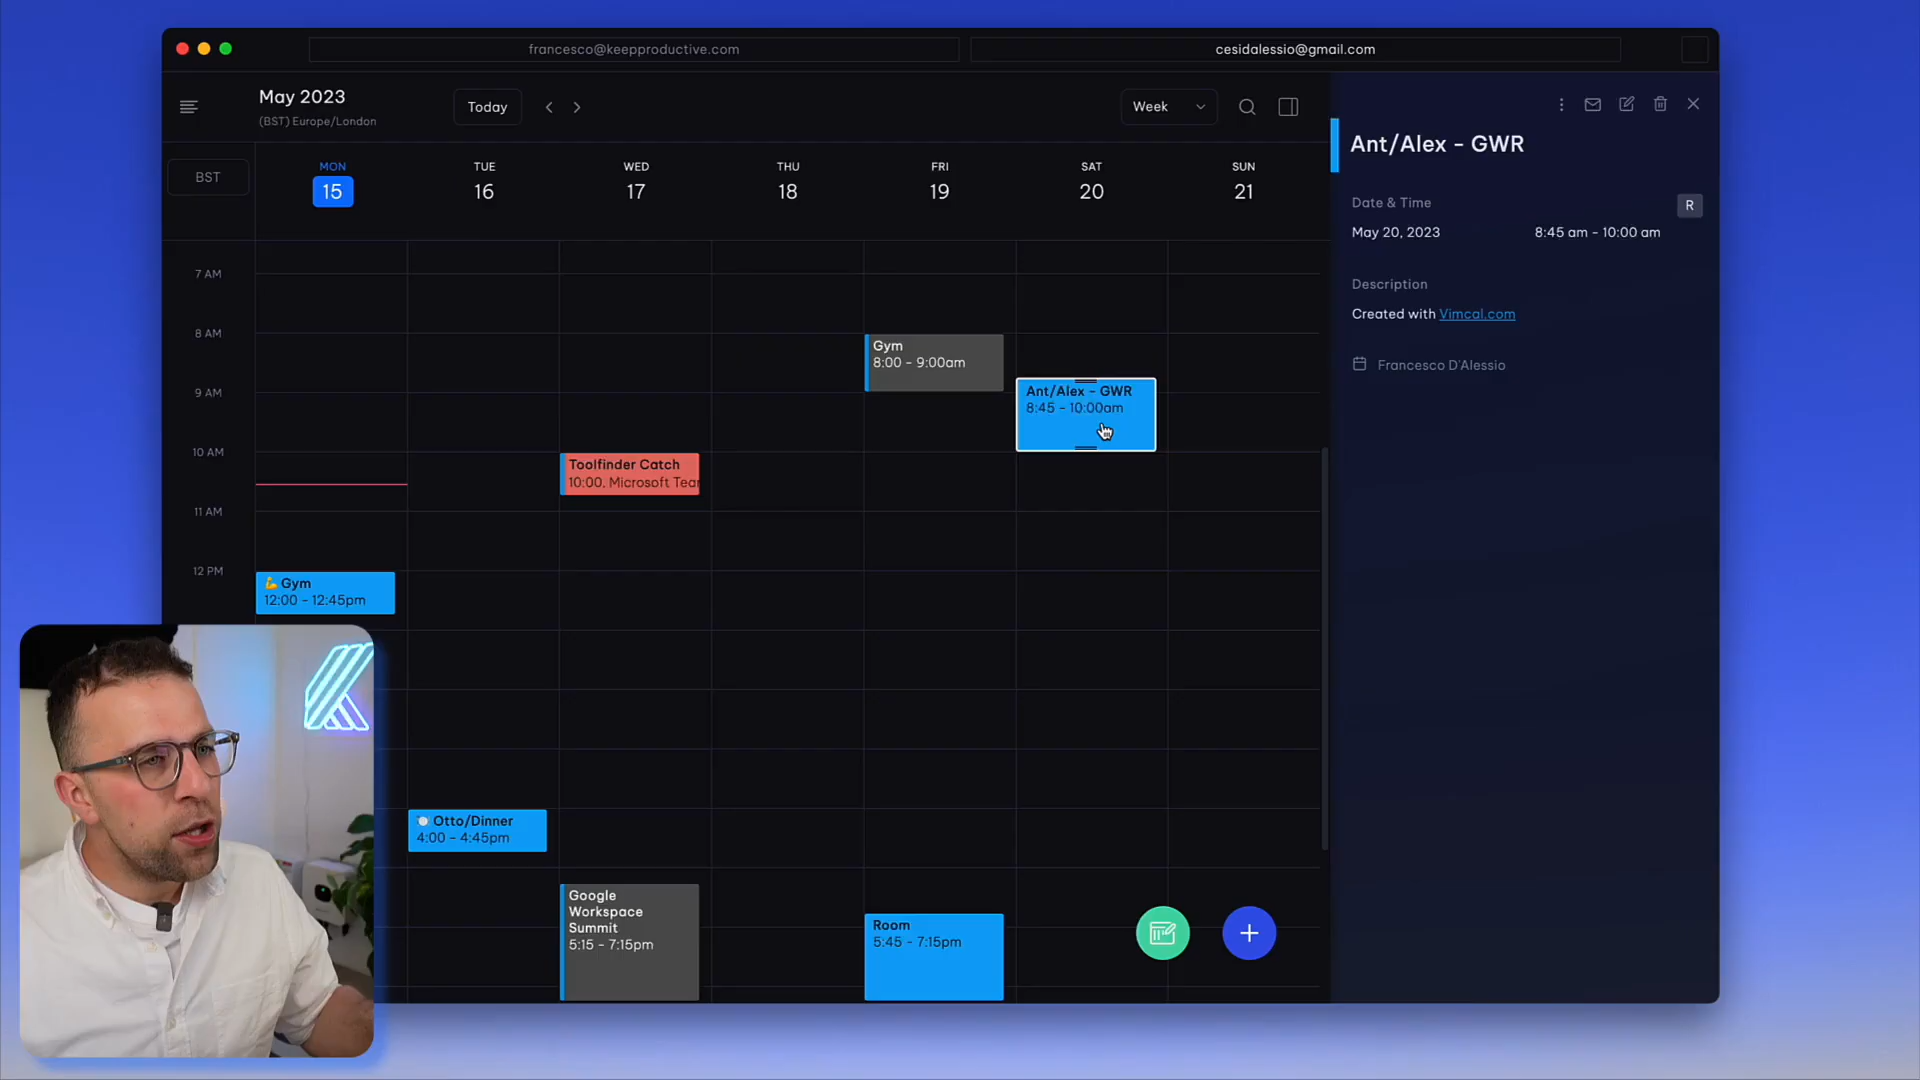 francesco@keepproductive.com
cesidalessio@gmail.com
May 2023
(BST) Europe/London
Today
Week
BST
MON
15
TUE
16
WED
17
THU
18
FRI
19
SAT
20
SUN
21
7 AM
8 AM
9 AM
10 AM
11 AM
12 PM
Gym
8:00 - 9:00am
Ant/Alex - GWR
8:45 - 10:00am
Toolfinder Catch
10:00, Microsoft Tear
💪 Gym
12:00 - 12:45pm
🍽️ Otto/Dinner
4:00 - 4:45pm
Google
Workspace
Summit
5:15 - 7:15pm
Room
5:45 - 7:15pm
Ant/Alex - GWR
Date & Time
R
May 20, 2023
8:45 am - 10:00 am
Description
Created with Vimcal.com
Francesco D'Alessio